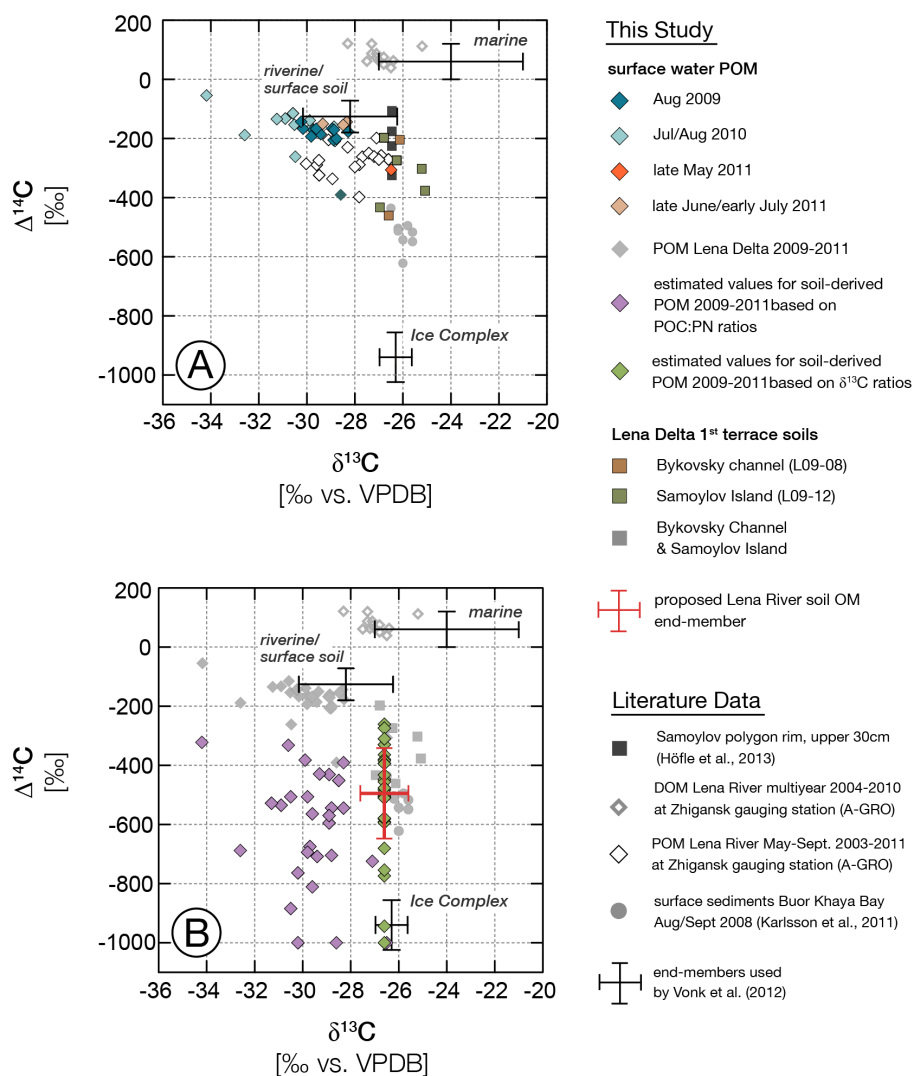 200
0
-200
-400
-600
-800
-1000
Δ14C
[‰]
marine
riverine/
surface soil
Ice Complex
A
-36 -34 -32 -30 -28 -26 -24 -22 -20
δ13C
[‰ vs. VPDB]
200
0
-200
-400
-600
-800
-1000
Δ14C
[‰]
marine
riverine/
surface soil
Ice Complex
B
-36 -34 -32 -30 -28 -26 -24 -22 -20
δ13C
[‰ vs. VPDB]
This Study
surface water POM
Aug 2009
Jul/Aug 2010
late May 2011
late June/early July 2011
POM Lena Delta 2009-2011
estimated values for soil-derived
POM 2009-2011based on
POC:PN ratios
estimated values for soil-derived
POM 2009-2011based on δ13C ratios
Lena Delta 1st terrace soils
Bykovsky channel (L09-08)
Samoylov Island (L09-12)
Bykovsky Channel
& Samoylov Island
proposed Lena River soil OM
end-member
Literature Data
Samoylov polygon rim, upper 30cm
(Höfle et al., 2013)
DOM Lena River multiyear 2004-2010
at Zhigansk gauging station (A-GRO)
POM Lena River May-Sept. 2003-2011
at Zhigansk gauging station (A-GRO)
surface sediments Buor Khaya Bay
Aug/Sept 2008 (Karlsson et al., 2011)
end-members used
by Vonk et al. (2012)